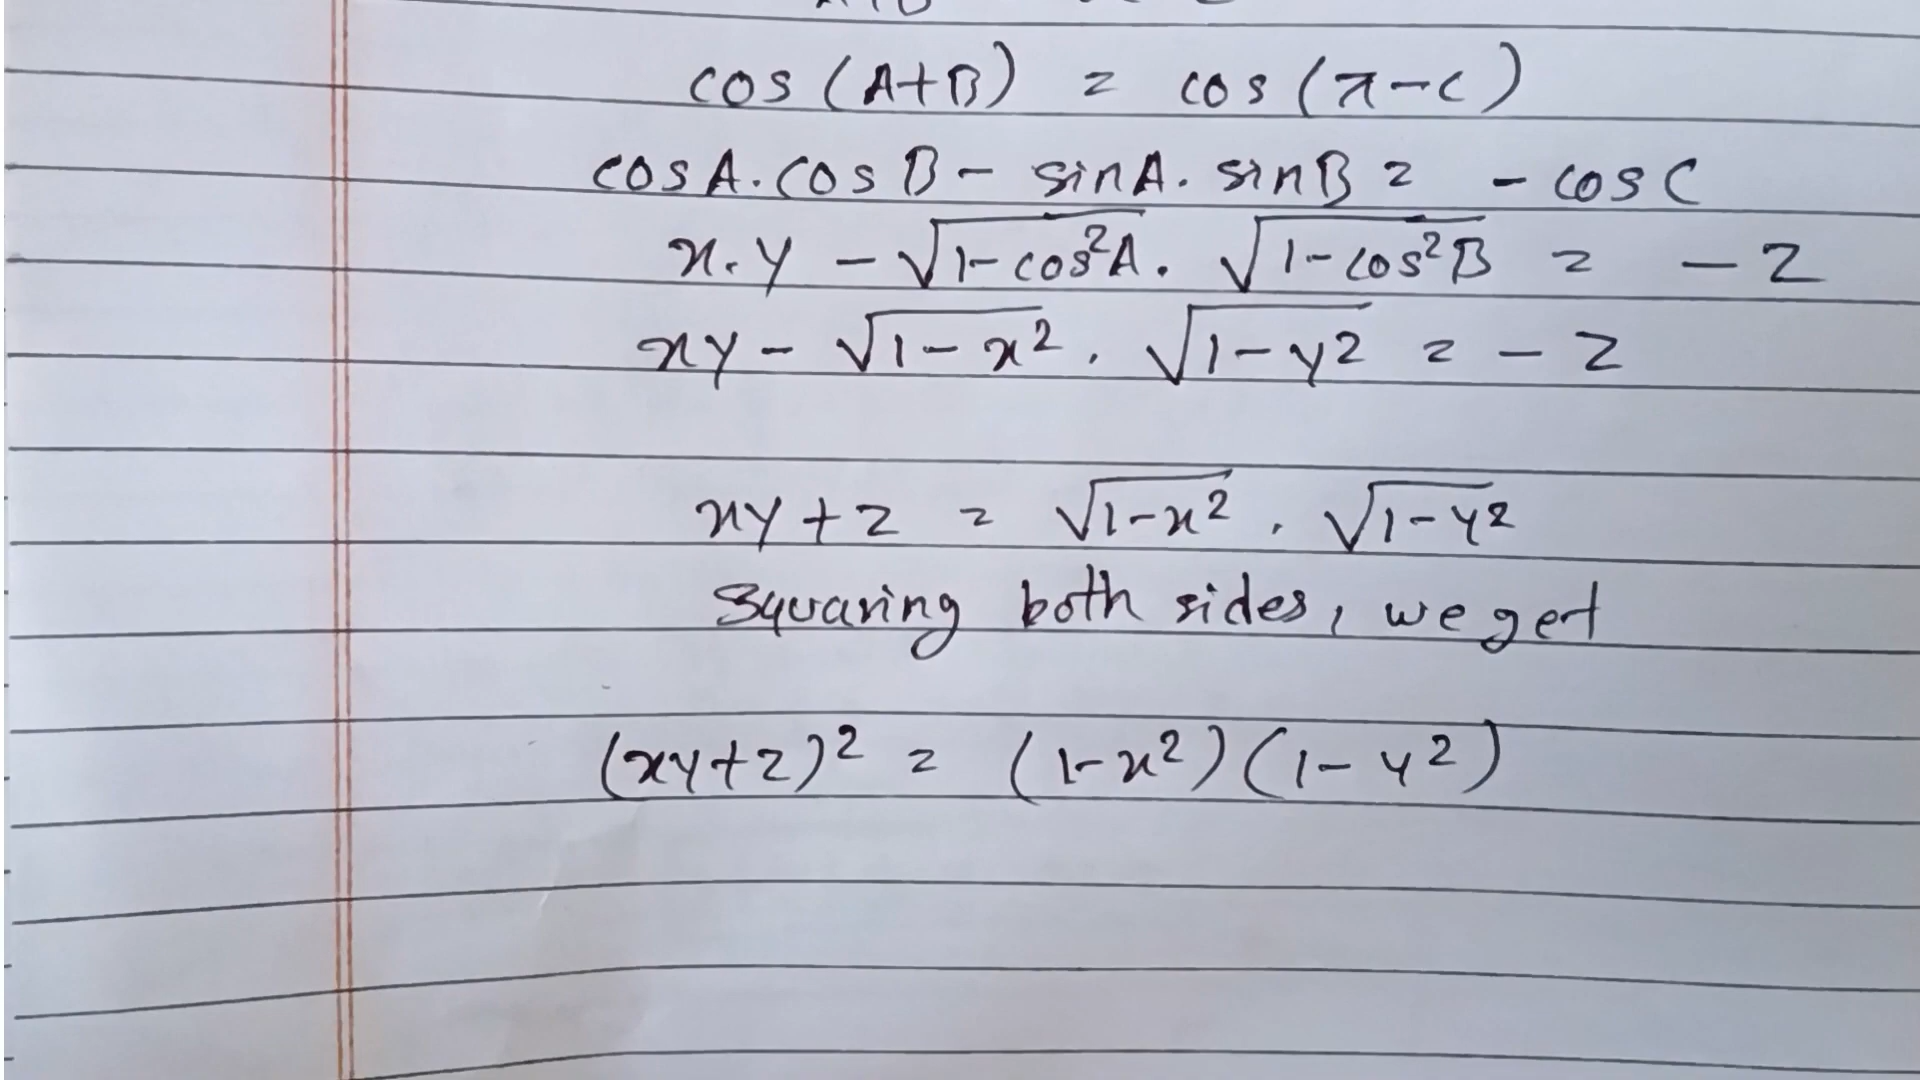 cos (A+B) = cos (π-C)
cosA.cosB - sinA.sinB = - cosC
x.y - √1-cos²A . √1-cos²B = - z
xy - √1-x² . √1-y² = - z
xy + z = √1-x² . √1-y²
Squaring both sides, we get
(xy+z)² = (1-x²)(1-y²)